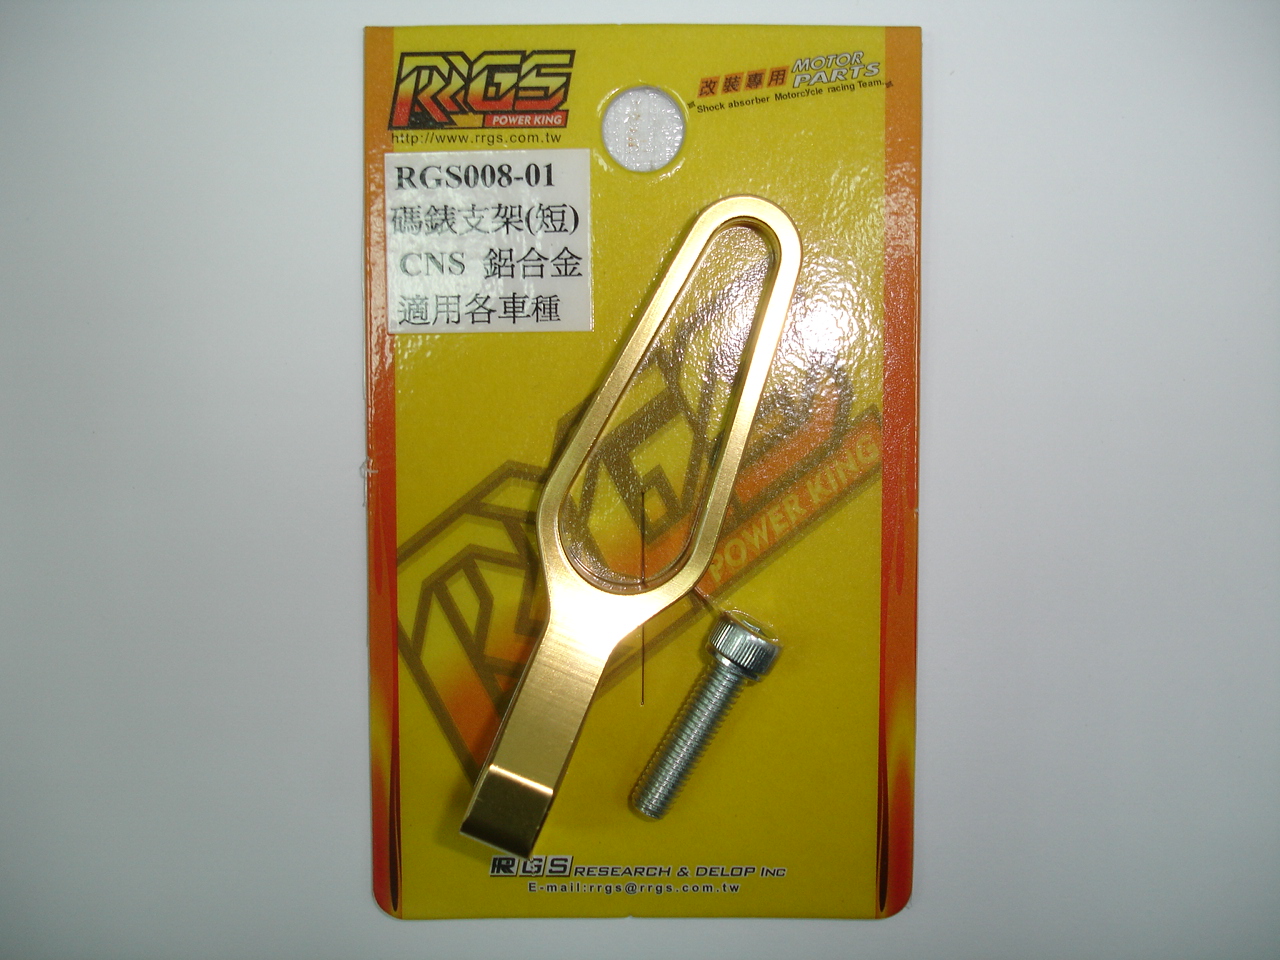 RRGS
POWER KING
http://www.rrgs.com.tw
改裝專用 MOTOR PARTS
Shock absorber Motorcycle racing Team.
RGS008-01
碼錶支架(短)
CNS 鋁合金
適用各車種
RRGS
POWER KING
RRGS RESEARCH & DELOP INC
E-mail:rrgs@rrgs.com.tw